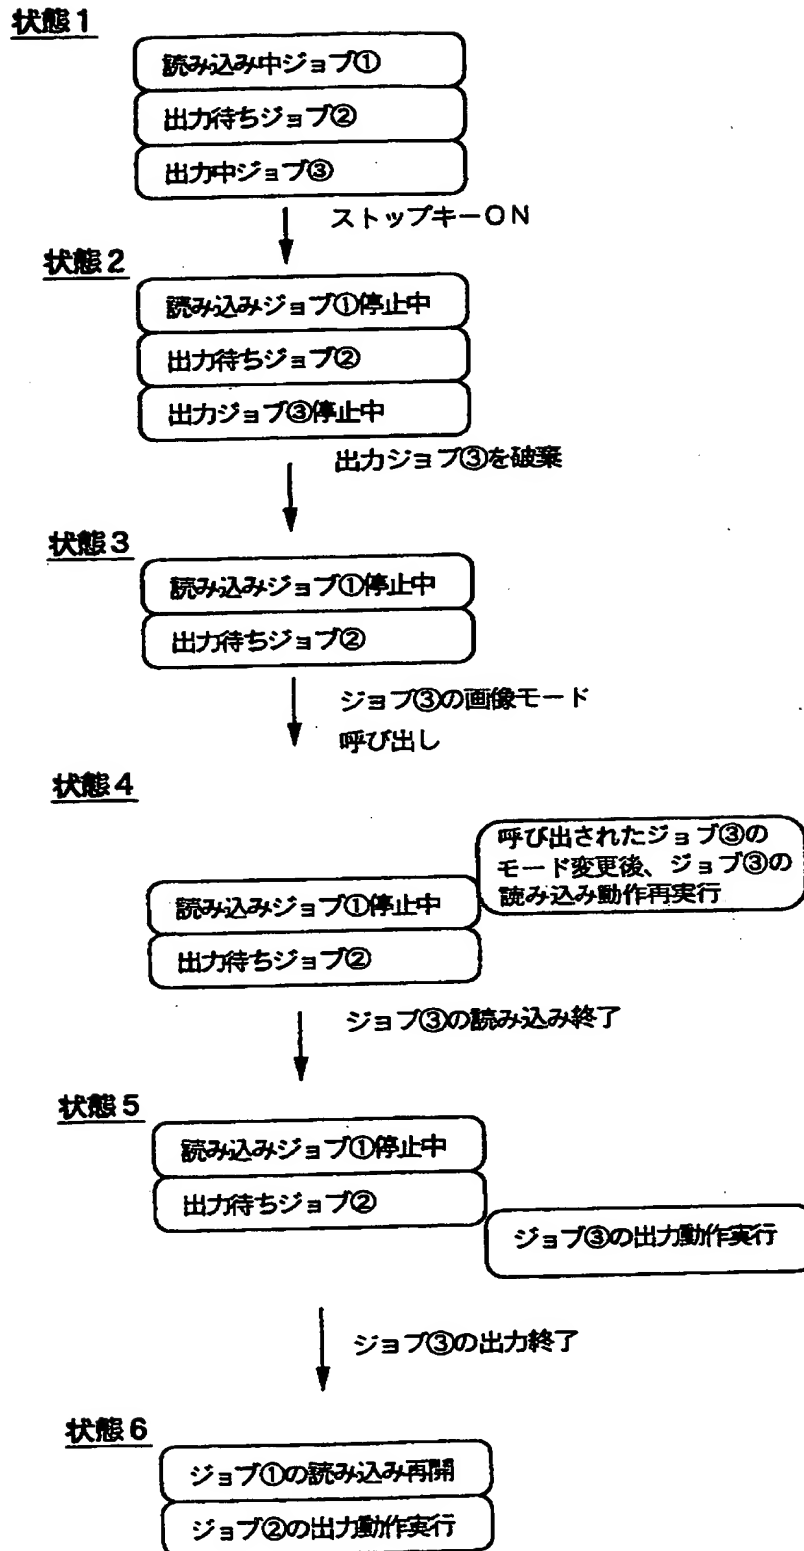 状態1
読み込み中ジョブ①
出力待ちジョブ②
出力中ジョブ③
ストップキーON
状態2
読み込みジョブ①停止中
出力待ちジョブ②
出力ジョブ③停止中
出力ジョブ③を破棄
状態3
読み込みジョブ①停止中
出力待ちジョブ②
ジョブ③の画像モード
呼び出し
状態4
呼び出されたジョブ③の
モード変更後、ジョブ③の
読み込み動作再実行
読み込みジョブ①停止中
出力待ちジョブ②
ジョブ③の読み込み終了
状態5
読み込みジョブ①停止中
出力待ちジョブ②
ジョブ③の出力動作実行
ジョブ③の出力終了
状態6
ジョブ①の読み込み再開
ジョブ②の出力動作実行